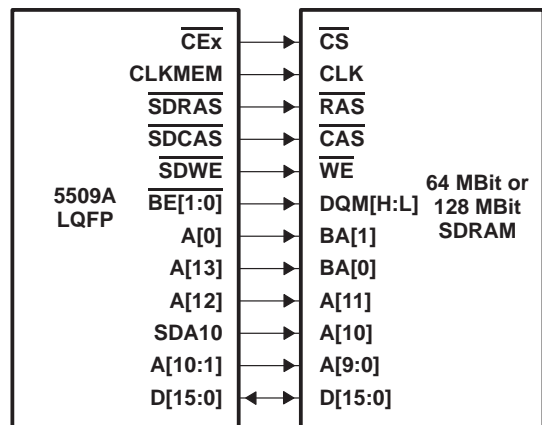 CEx CS
CLKMEM CLK
SDRAS RAS
SDCAS CAS
SDWE WE
5509A LQFP
BE[1:0] DQM[H:L]
64 MBit or 128 MBit SDRAM
A[0] BA[1]
A[13] BA[0]
A[12] A[11]
SDA10 A[10]
A[10:1] A[9:0]
D[15:0] D[15:0]